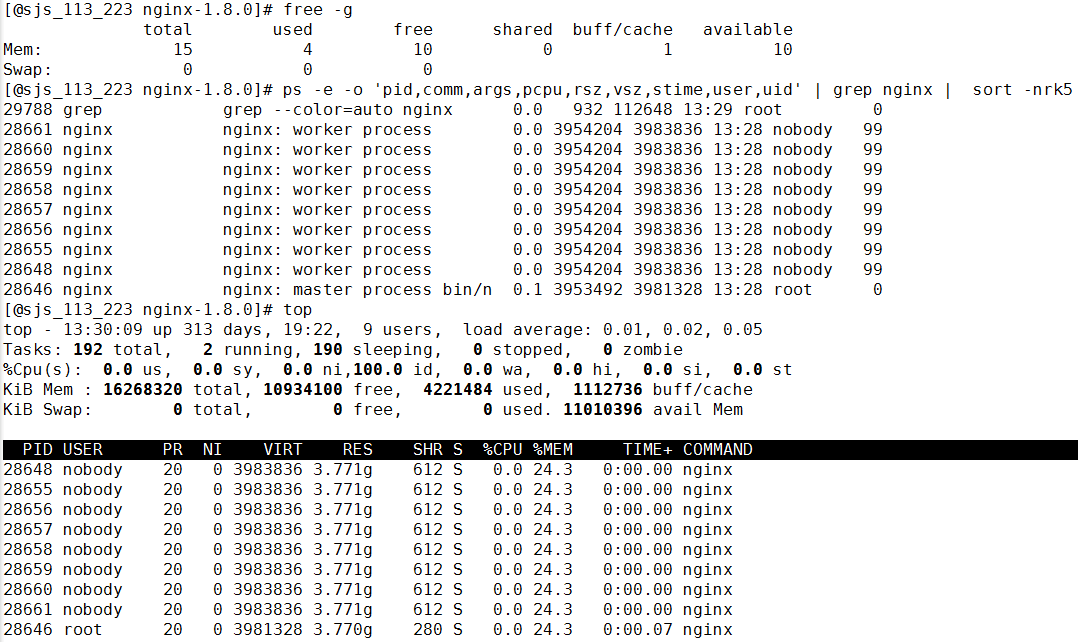 [@sjs_113_223 nginx-1.8.0]# free -g
              total        used        free      shared  buff/cache   available
Mem:             15           4          10           0           1          10
Swap:             0           0           0
[@sjs_113_223 nginx-1.8.0]# ps -e -o 'pid,comm,args,pcpu,rsz,vsz,stime,user,uid' | grep nginx |  sort -nrk5
29788 grep            grep --color=auto nginx      0.0   932 112648 13:29 root         0
28661 nginx           nginx: worker process        0.0 3954204 3983836 13:28 nobody   99
28660 nginx           nginx: worker process        0.0 3954204 3983836 13:28 nobody   99
28659 nginx           nginx: worker process        0.0 3954204 3983836 13:28 nobody   99
28658 nginx           nginx: worker process        0.0 3954204 3983836 13:28 nobody   99
28657 nginx           nginx: worker process        0.0 3954204 3983836 13:28 nobody   99
28656 nginx           nginx: worker process        0.0 3954204 3983836 13:28 nobody   99
28655 nginx           nginx: worker process        0.0 3954204 3983836 13:28 nobody   99
28648 nginx           nginx: worker process        0.0 3954204 3983836 13:28 nobody   99
28646 nginx           nginx: master process bin/n  0.1 3953492 3981328 13:28 root      0
[@sjs_113_223 nginx-1.8.0]# top
top - 13:30:09 up 313 days, 19:22,  9 users,  load average: 0.01, 0.02, 0.05
Tasks: 192 total,   2 running, 190 sleeping,   0 stopped,   0 zombie
%Cpu(s):  0.0 us,  0.0 sy,  0.0 ni,100.0 id,  0.0 wa,  0.0 hi,  0.0 si,  0.0 st
KiB Mem : 16268320 total, 10934100 free,  4221484 used,  1112736 buff/cache
KiB Swap:        0 total,        0 free,        0 used. 11010396 avail Mem
  PID USER      PR  NI    VIRT    RES    SHR S  %CPU %MEM     TIME+ COMMAND
28648 nobody    20   0 3983836 3.771g    612 S   0.0 24.3   0:00.00 nginx
28655 nobody    20   0 3983836 3.771g    612 S   0.0 24.3   0:00.00 nginx
28656 nobody    20   0 3983836 3.771g    612 S   0.0 24.3   0:00.00 nginx
28657 nobody    20   0 3983836 3.771g    612 S   0.0 24.3   0:00.00 nginx
28658 nobody    20   0 3983836 3.771g    612 S   0.0 24.3   0:00.00 nginx
28659 nobody    20   0 3983836 3.771g    612 S   0.0 24.3   0:00.00 nginx
28660 nobody    20   0 3983836 3.771g    612 S   0.0 24.3   0:00.00 nginx
28661 nobody    20   0 3983836 3.771g    612 S   0.0 24.3   0:00.00 nginx
28646 root      20   0 3981328 3.770g    280 S   0.0 24.3   0:00.07 nginx